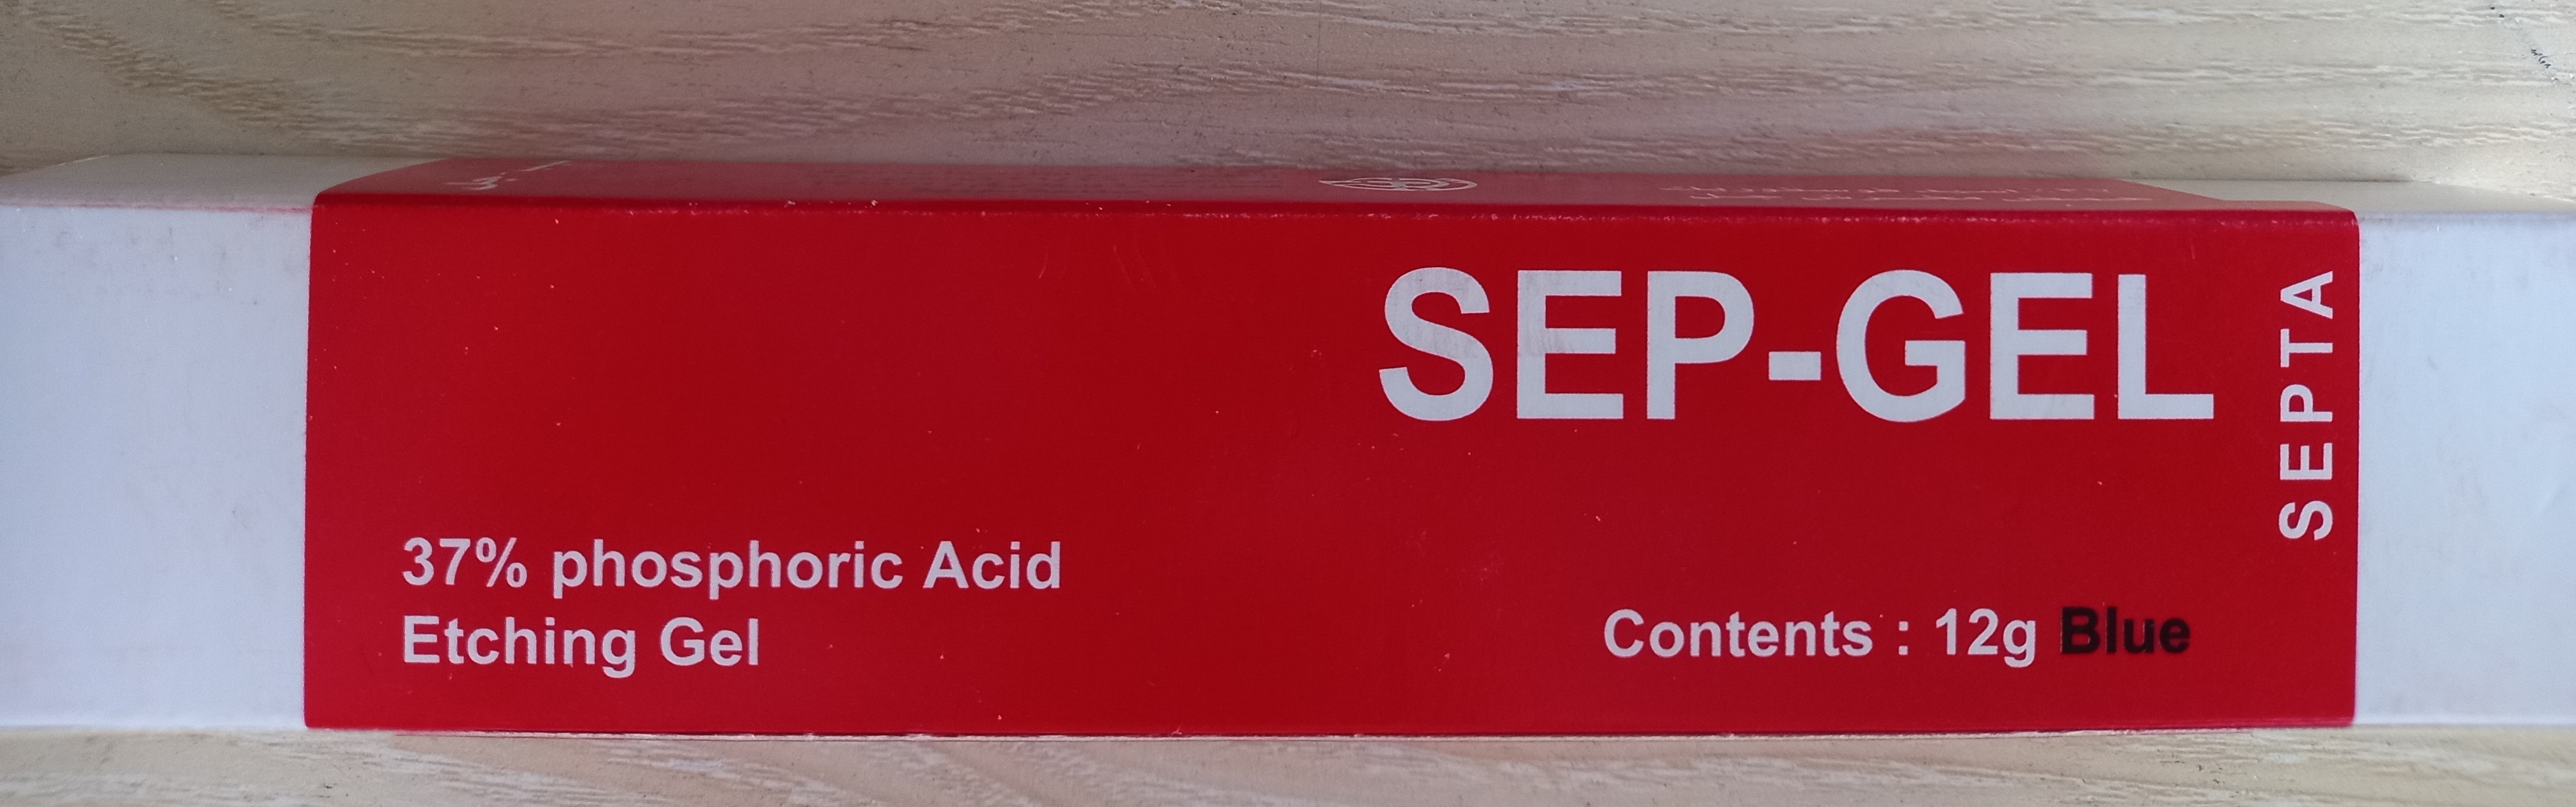 SEP-GEL
SEPTA
37% phosphoric Acid
Etching Gel
Contents : 12g Blue